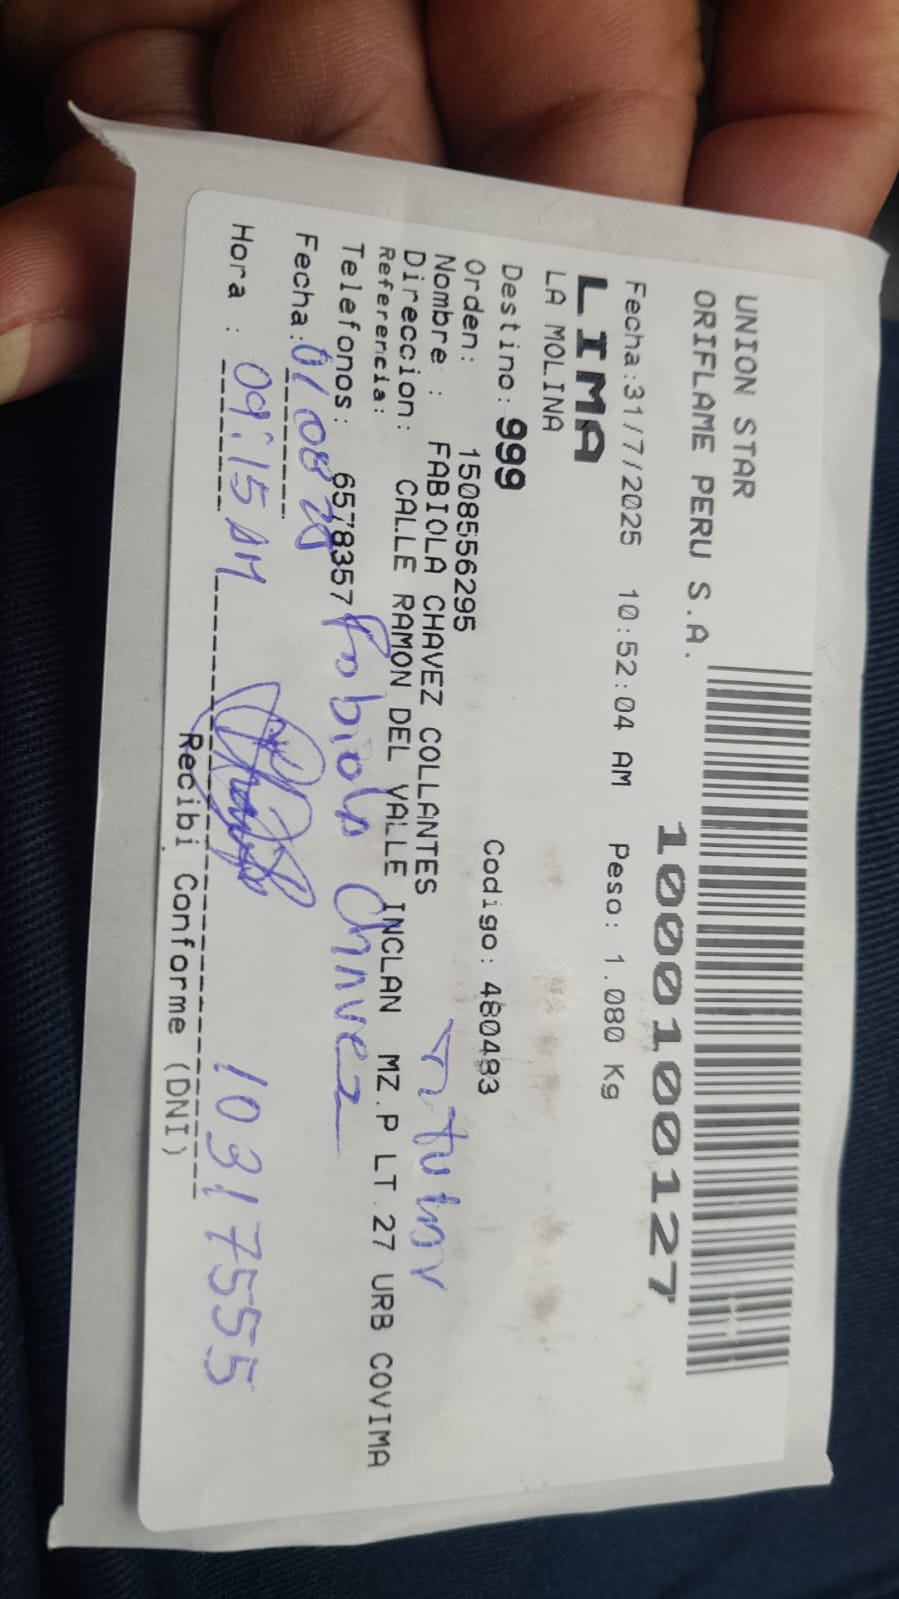 UNION STAR
ORIFLAME PERU S.A.
10001000127
Fecha:31/7/2025 10:52:04 AM Peso: 1.080 Kg
LIMA
LA MOLINA
Destino: 999 Codigo: 480483
Orden: 1508556295
Nombre : FABIOLA CHAVEZ COLLANTES
Direccion: CALLE RAMON DEL VALLE INCLAN MZ.P LT.27 URB COVIMA
Referencia:
Telefonos: 6578357 Fabiola Chavez
Fecha: 01/08/25
Hora : 09:15 AM 10317555
Recibi Conforme (DNI)